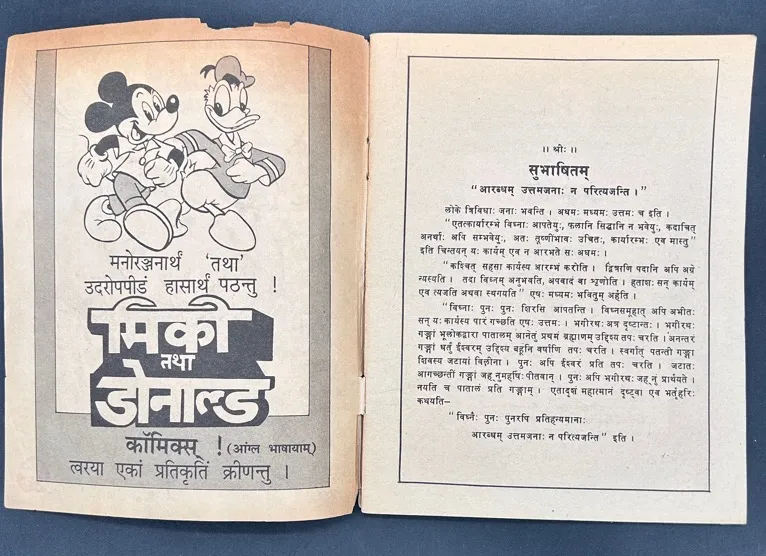 मनोरञ्जनार्थं 'तथा'
उदरोपपीडं हासार्थं पठन्तु !
मिकी
तथा
डोनाल्ड
कॉमिक्स् ! (आंग्ल भाषायाम्)
त्वरया एकां प्रतिकृतिं क्रीणन्तु ।
।। श्रीः ।।
सुभाषितम्
"आरब्धम् उत्तमजनाः न परित्यजन्ति ।"
लोके त्रिविधाः जनाः भवन्ति । अधमः मध्यमः उत्तमः च इति ।
"एतत्कार्यारम्भे विघ्नाः आपतेयुः, फलानि सिद्धानि न भवेयुः, कदाचित्
अनर्थाः अपि सम्भवेयुः, अतः तूष्णींभावः उचितः, कार्यारम्भः एव मास्तु"
इति चिन्तयन् यः कार्यम् एव न आरभते सः अधमः ।
"कश्चित् सहसा कार्यस्य आरम्भं करोति । द्वित्राणि पदानि अपि अग्रे
न्यस्यति । तदा विघ्नम् अनुभवति, अपवादं वा शृणोति । हताशः सन् कार्यम्
एव त्यजति अथवा स्थगयति" एषः मध्यमः भवितुम् अर्हति ।
"विघ्नाः पुनः पुनः शिरसि आपतन्ति । विघ्नसमूहात् अपि अभीतः
सन् यः कार्यस्य पारं गच्छति एषः उत्तमः । भगीरथः अत्र दृष्टान्तः । भगीरथः
गङ्गां भूलोकद्वारा पातालम् आनेतुं प्रथमं ब्रह्माणम् उद्दिश्य तपः चरति । अनन्तरं
गङ्गां धर्तुं ईश्वरम् उद्दिश्य बहूनि वर्षाणि तपः चरति । स्वर्गात् पतन्ती गङ्गा
शिवस्य जटायां विलीना । पुनः अपि ईश्वरं प्रति तपः चरति । जटातः
आगच्छन्तीं गङ्गां जह्नुमहर्षिः पीतवान् । पुनः अपि भगीरथः जह्नुं प्रार्थयते ।
नयति च पातालं प्रति गङ्गाम् । एतादृशं महात्मानं दृष्ट्वा एव भर्तृहरिः
कथयति—
"विघ्नैः पुनः पुनरपि प्रतिहन्यमानाः
आरब्धम् उत्तमजनाः न परित्यजन्ति" इति ।